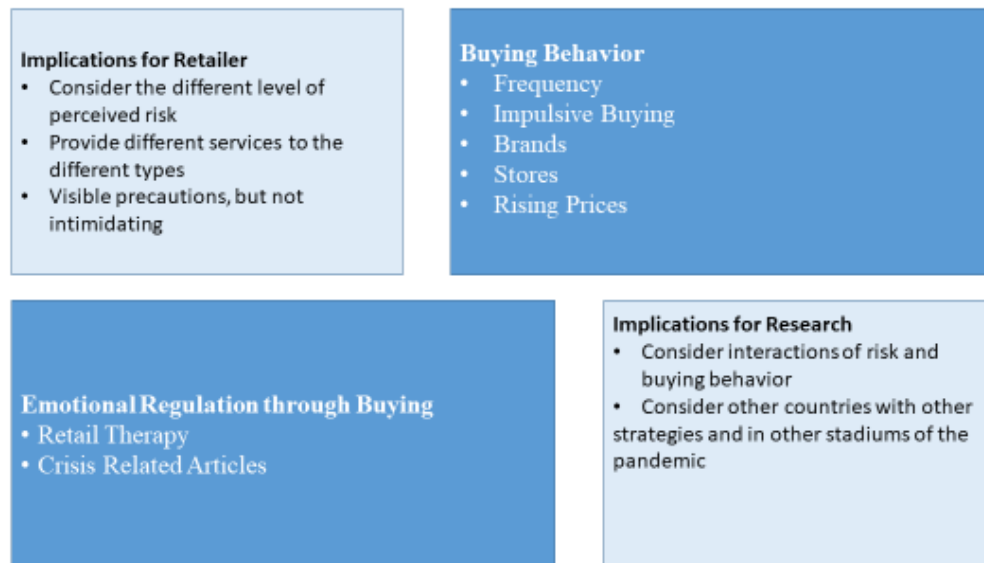 Implications for Retailer
• Consider the different level of
perceived risk
• Provide different services to the
different types
• Visible precautions, but not
intimidating
Buying Behavior
• Frequency
• Impulsive Buying
• Brands
• Stores
• Rising Prices
Emotional Regulation through Buying
• Retail Therapy
• Crisis Related Articles
Implications for Research
• Consider interactions of risk and
buying behavior
• Consider other countries with other
strategies and in other stadiums of the
pandemic